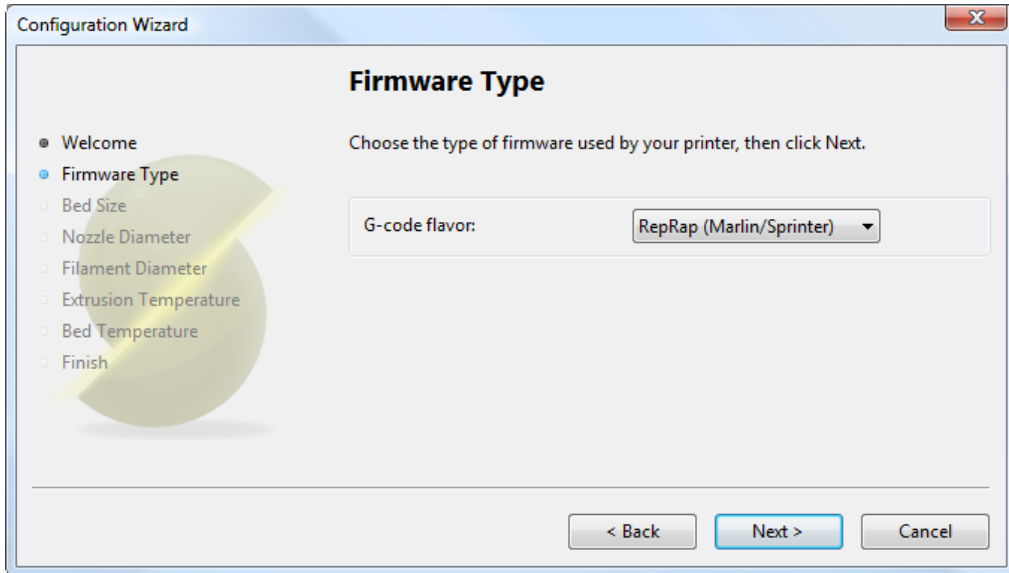 Configuration Wizard
Firmware Type
Welcome
Firmware Type
Bed Size
Nozzle Diameter
Filament Diameter
Extrusion Temperature
Bed Temperature
Finish
Choose the type of firmware used by your printer, then click Next.
G-code flavor:
RepRap (Marlin/Sprinter)
< Back
Next >
Cancel